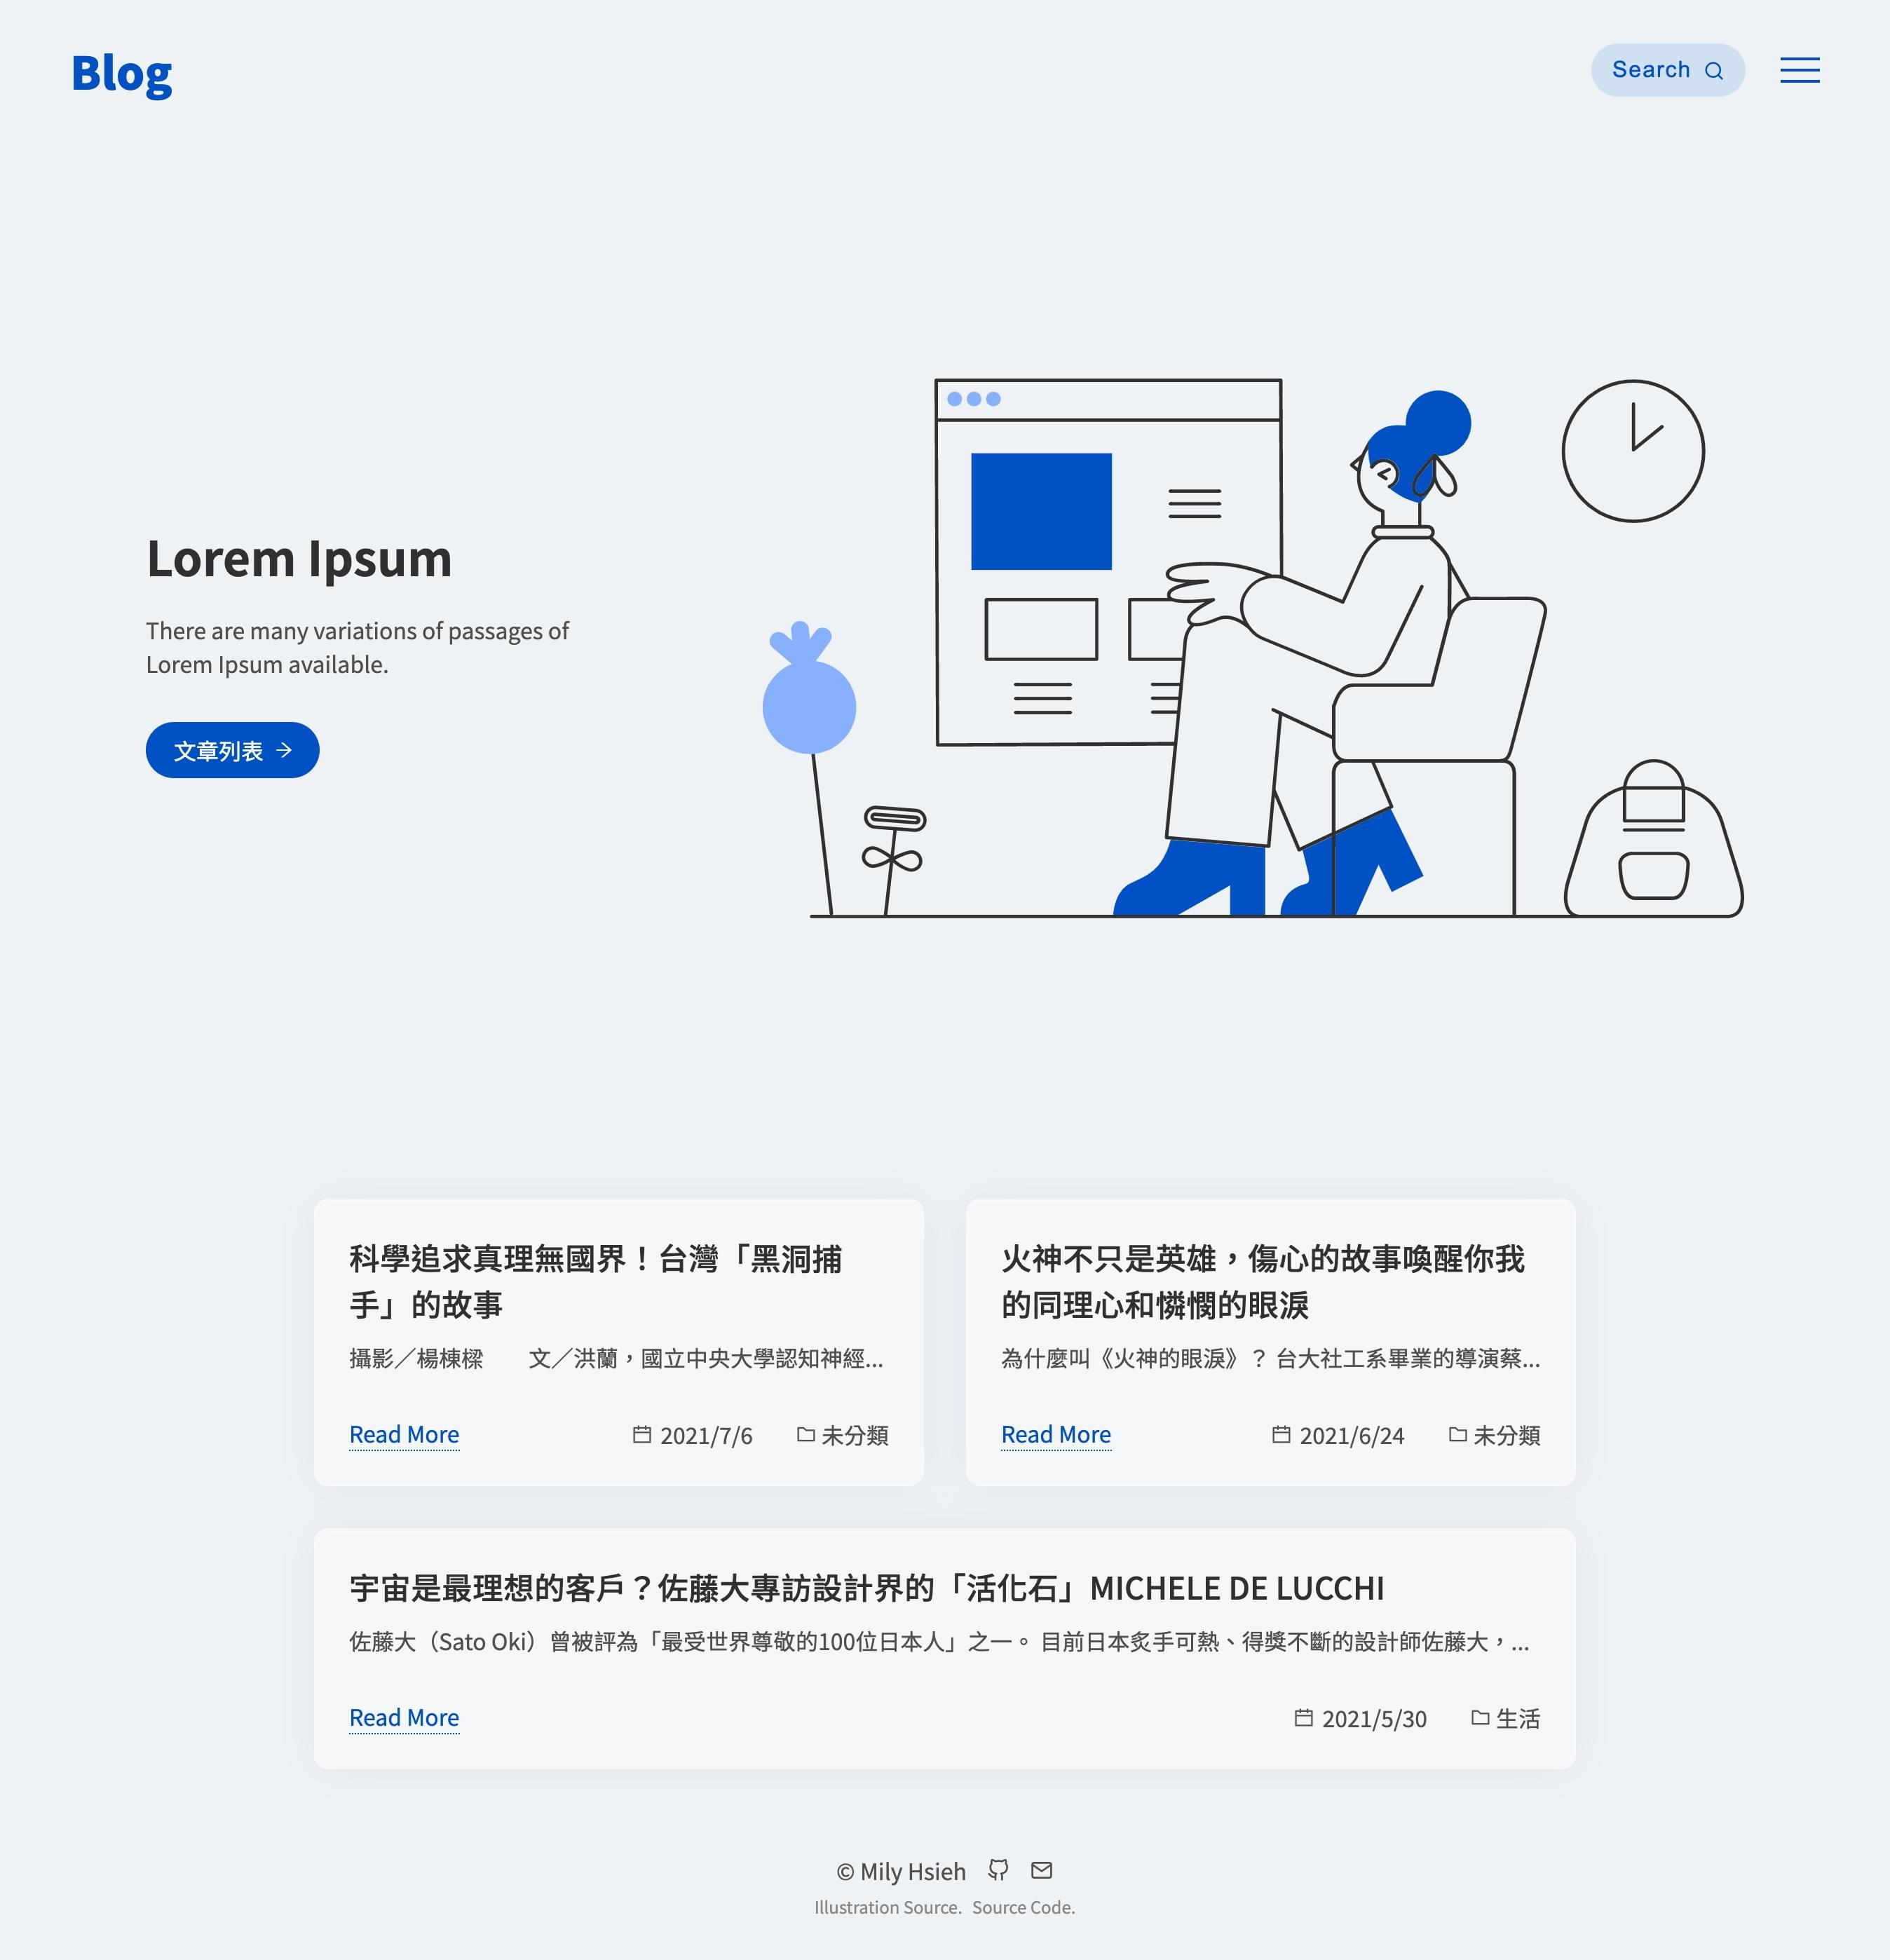 Blog
Search
Lorem Ipsum
There are many variations of passages of
Lorem Ipsum available.
文章列表
科學追求真理無國界！台灣「黑洞捕
手」的故事
攝影／楊棟樑　　文／洪蘭，國立中央大學認知神經...
Read More
2021/7/6
未分類
火神不只是英雄，傷心的故事喚醒你我
的同理心和憐憫的眼淚
為什麼叫《火神的眼淚》？ 台大社工系畢業的導演蔡...
Read More
2021/6/24
未分類
宇宙是最理想的客戶？佐藤大專訪設計界的「活化石」MICHELE DE LUCCHI
佐藤大（Sato Oki）曾被評為「最受世界尊敬的100位日本人」之一。 目前日本炙手可熱、得獎不斷的設計師佐藤大，...
Read More
2021/5/30
生活
© Mily Hsieh
Illustration Source. Source Code.